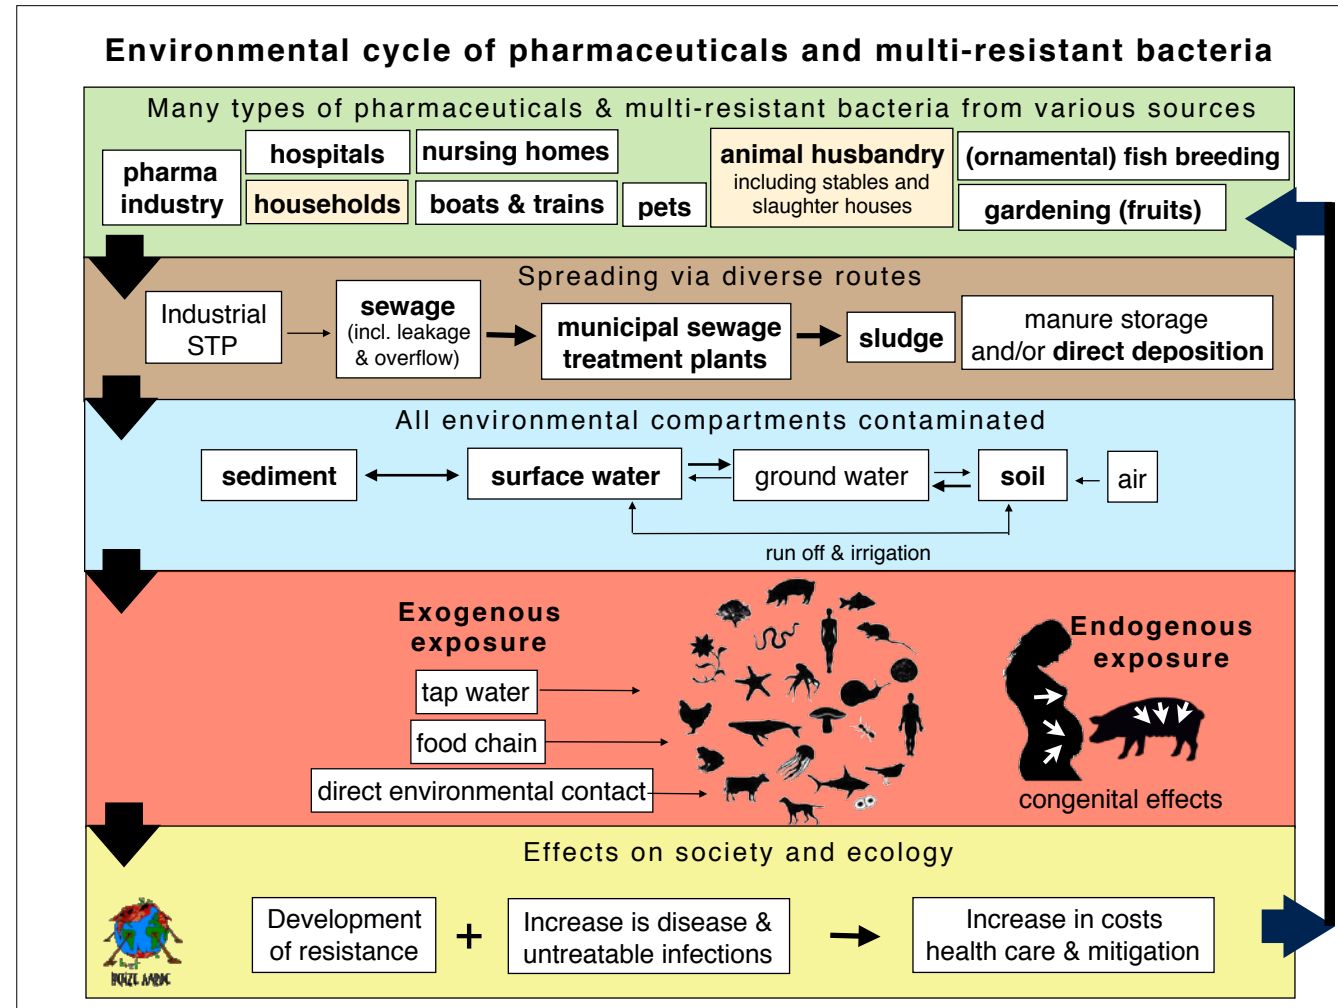 Environmental cycle of pharmaceuticals and multi-resistant bacteria
Many types of pharmaceuticals & multi-resistant bacteria from various sources
pharma
industry
hospitals
households
nursing homes
boats & trains
pets
animal husbandry
including stables and
slaughter houses
(ornamental) fish breeding
gardening (fruits)
Spreading via diverse routes
Industrial
STP
sewage
(incl. leakage
& overflow)
municipal sewage
treatment plants
sludge
manure storage
and/or direct deposition
All environmental compartments contaminated
sediment
surface water
ground water
soil
air
run off & irrigation
Exogenous
exposure
tap water
food chain
direct environmental contact
Endogenous
exposure
congenital effects
Effects on society and ecology
Development
of resistance
+
Increase is disease &
untreatable infections
Increase in costs
health care & mitigation